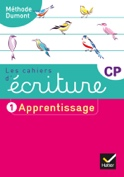 Méthode Dumont
Les cahiers
d'écriture
CP
1 Apprentissage
Hatier